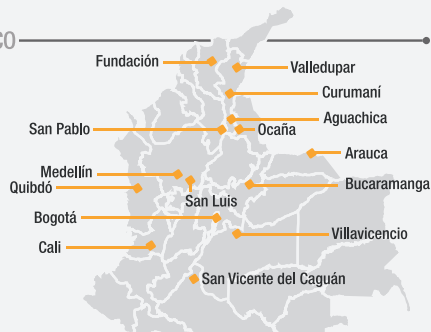 CO
Fundación
Valledupar
Curumaní
Aguachica
San Pablo
Ocaña
Arauca
Medellín
Quibdó
Bucaramanga
San Luis
Bogotá
Villavicencio
Cali
San Vicente del Caguán